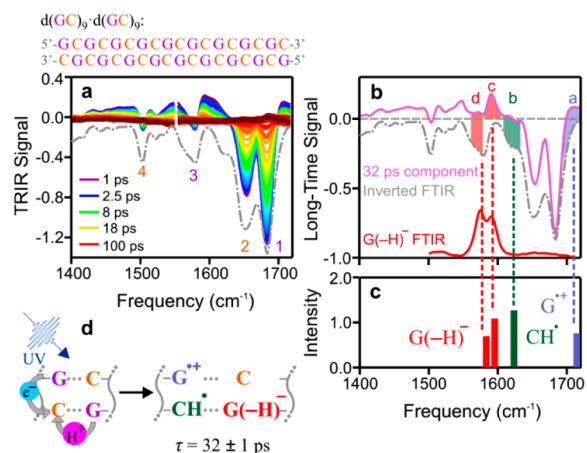 d(GC)₉·d(GC)₉:
5'-GCGCGCGCGCGCGCGCGC-3'
3'-CGCGCGCGCGCGCGCGCG-5'
a
TRIR Signal
0.4
0.0
-0.4
-0.8
-1.2
1 ps
2.5 ps
8 ps
18 ps
100 ps
4
3
2
1
1400
1500
1600
1700
Frequency (cm⁻¹)
b
d
c
b
a
Long-Time Signal
0.0
-0.5
-1.0
32 ps component
Inverted FTIR
G(−H)⁻ FTIR
c
Intensity
2.0
1.0
0.0
G•⁺
G(−H)⁻
CH•
1400
1500
1600
1700
Frequency (cm⁻¹)
d
UV
G
C
C
G
e⁻
H⁺
G•⁺
C
CH•
G(−H)⁻
τ = 32 ± 1 ps